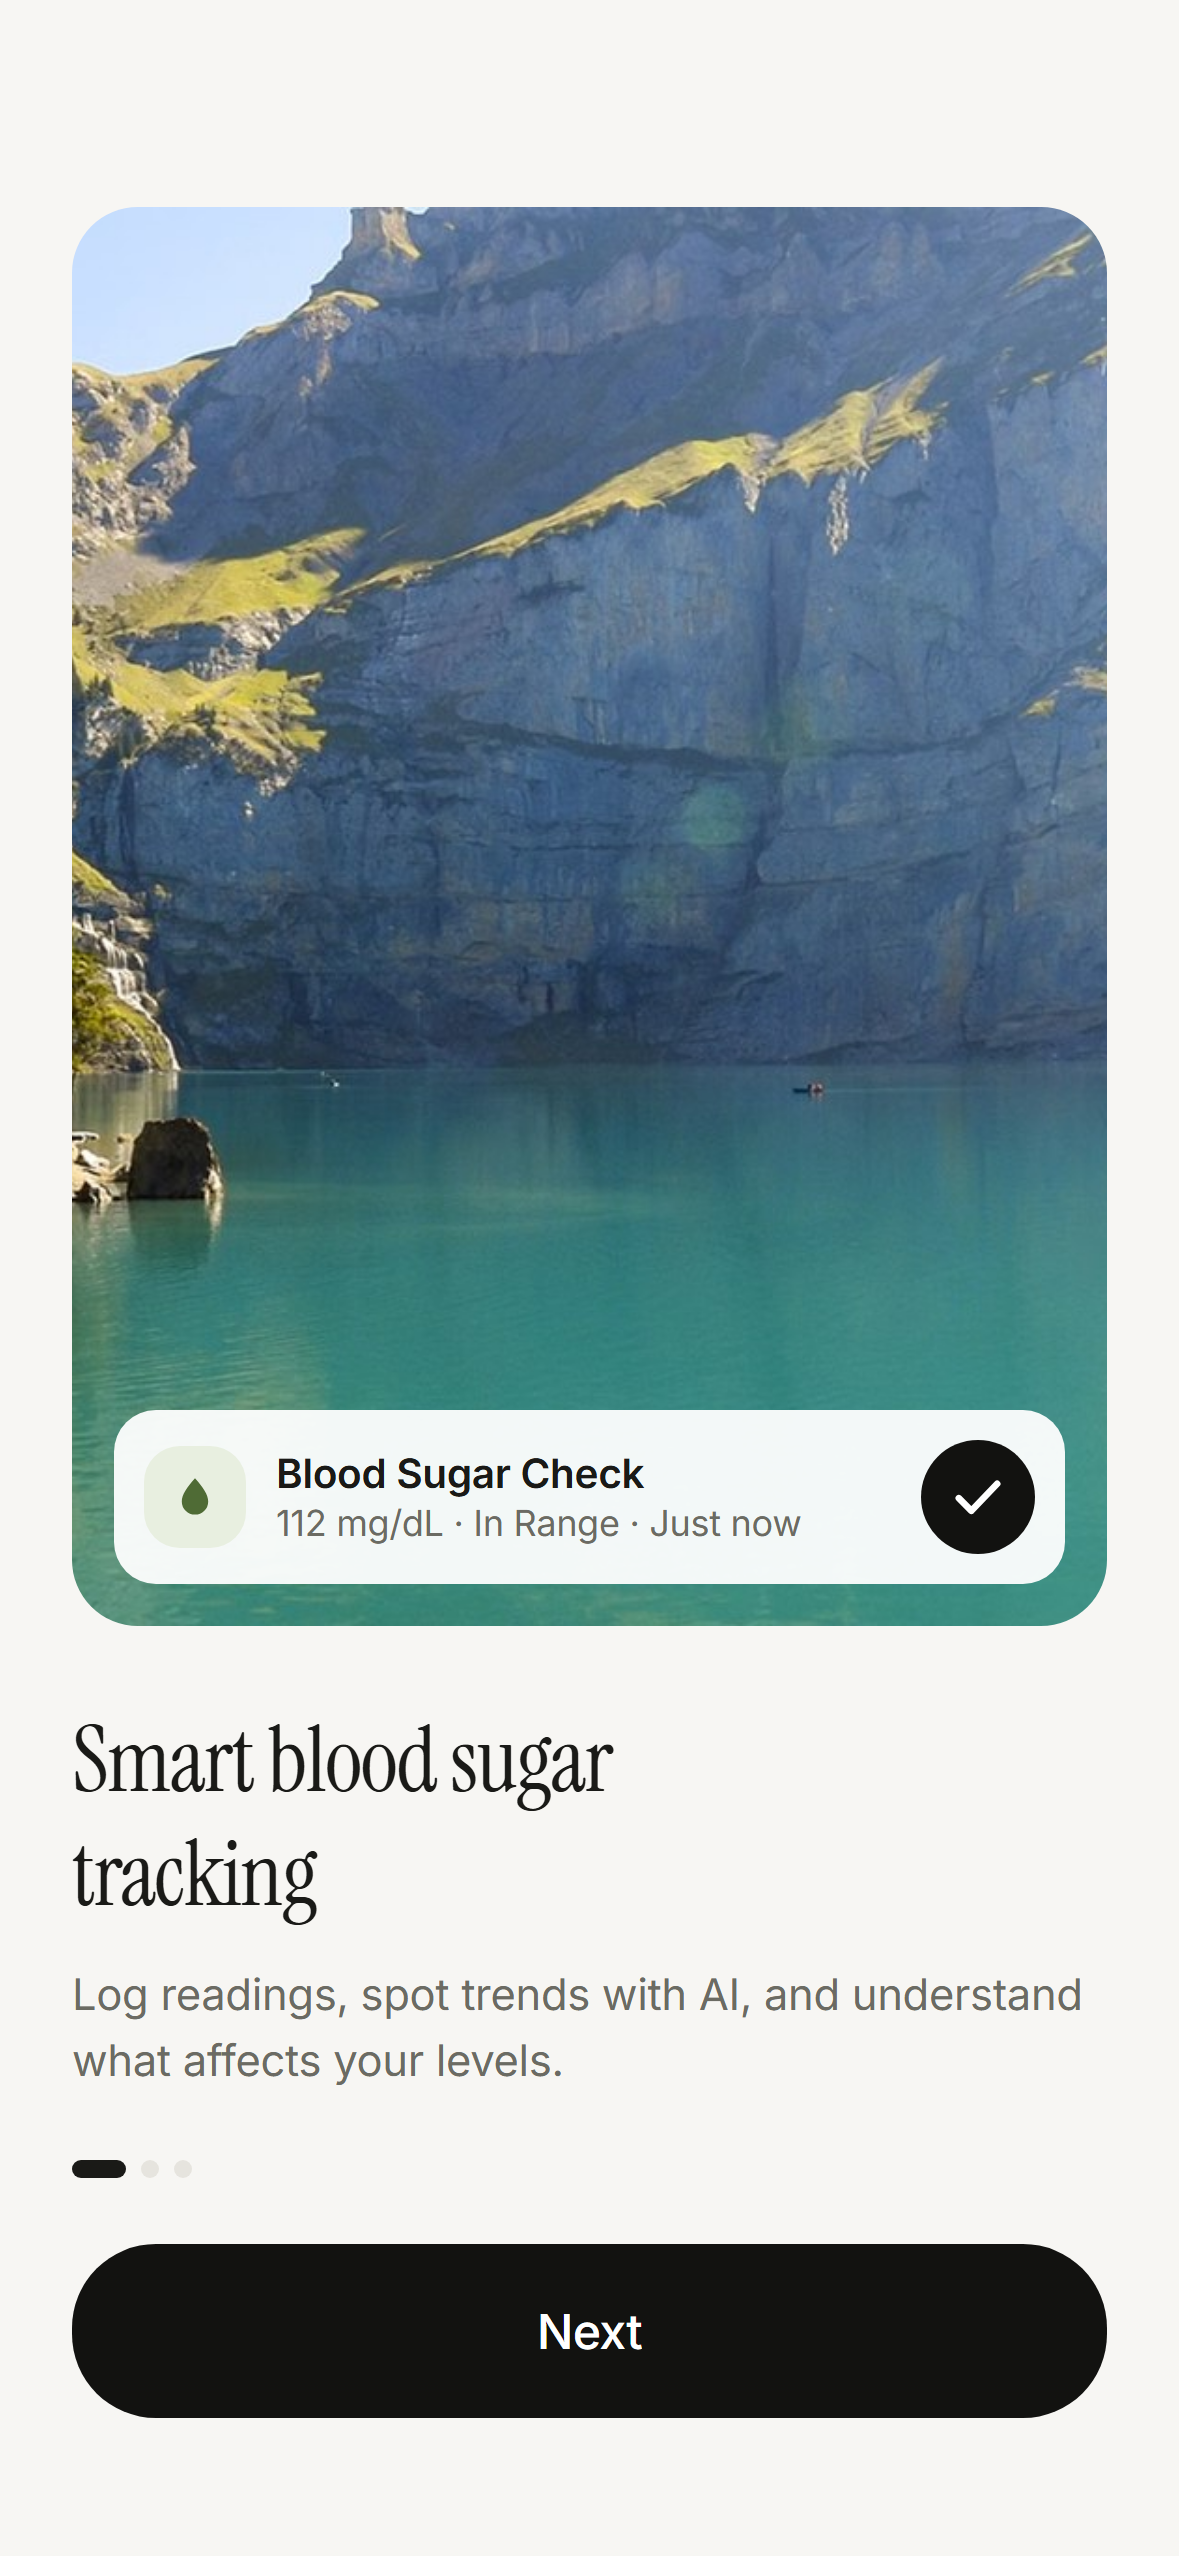 Blood Sugar Check
112 mg/dL · In Range · Just now
Smart blood sugar
tracking
Log readings, spot trends with AI, and understand
what affects your levels.
Next